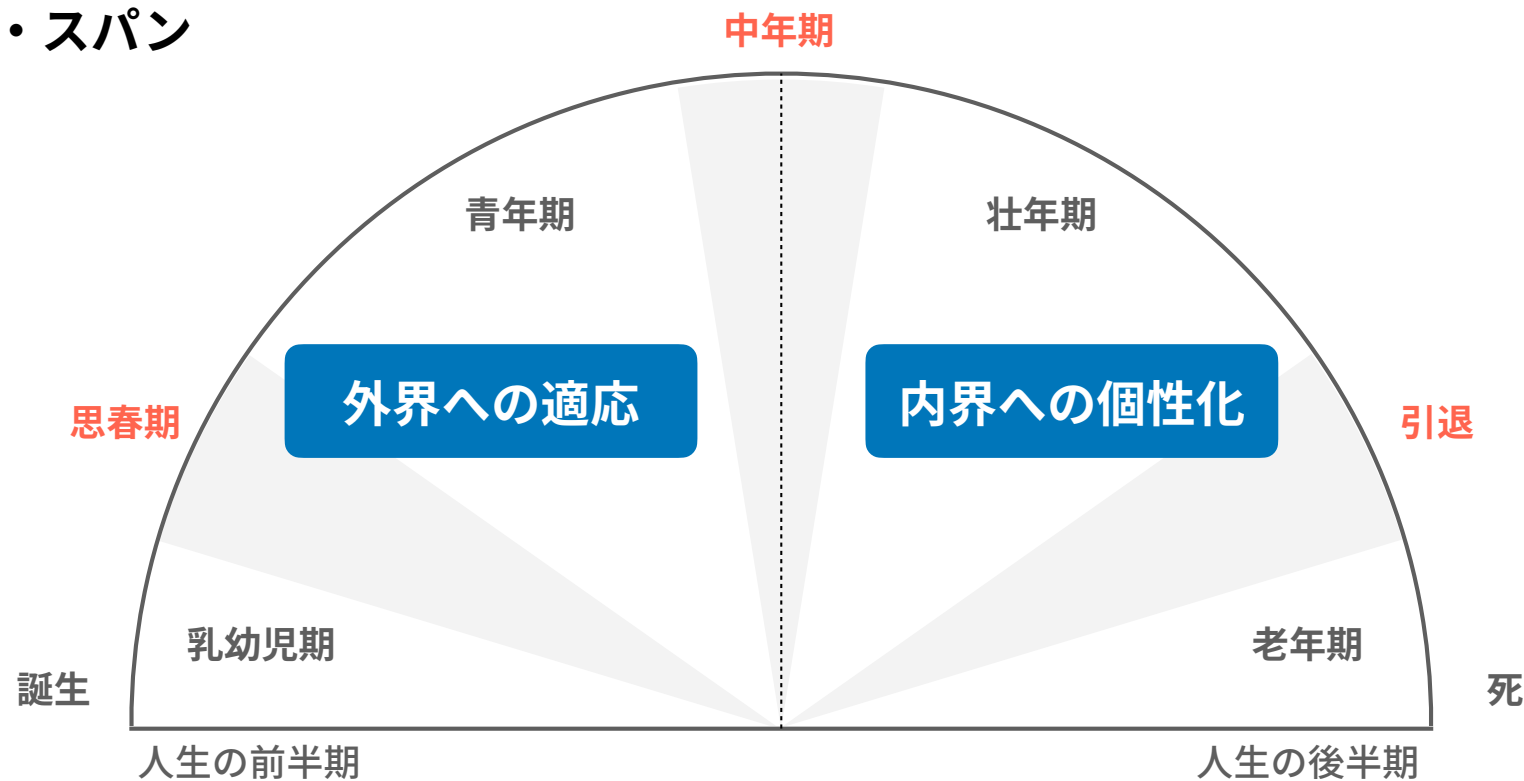 ・スパン
中年期
青年期
壮年期
外界への適応
内界への個性化
思春期
引退
乳幼児期
老年期
誕生
死
人生の前半期
人生の後半期